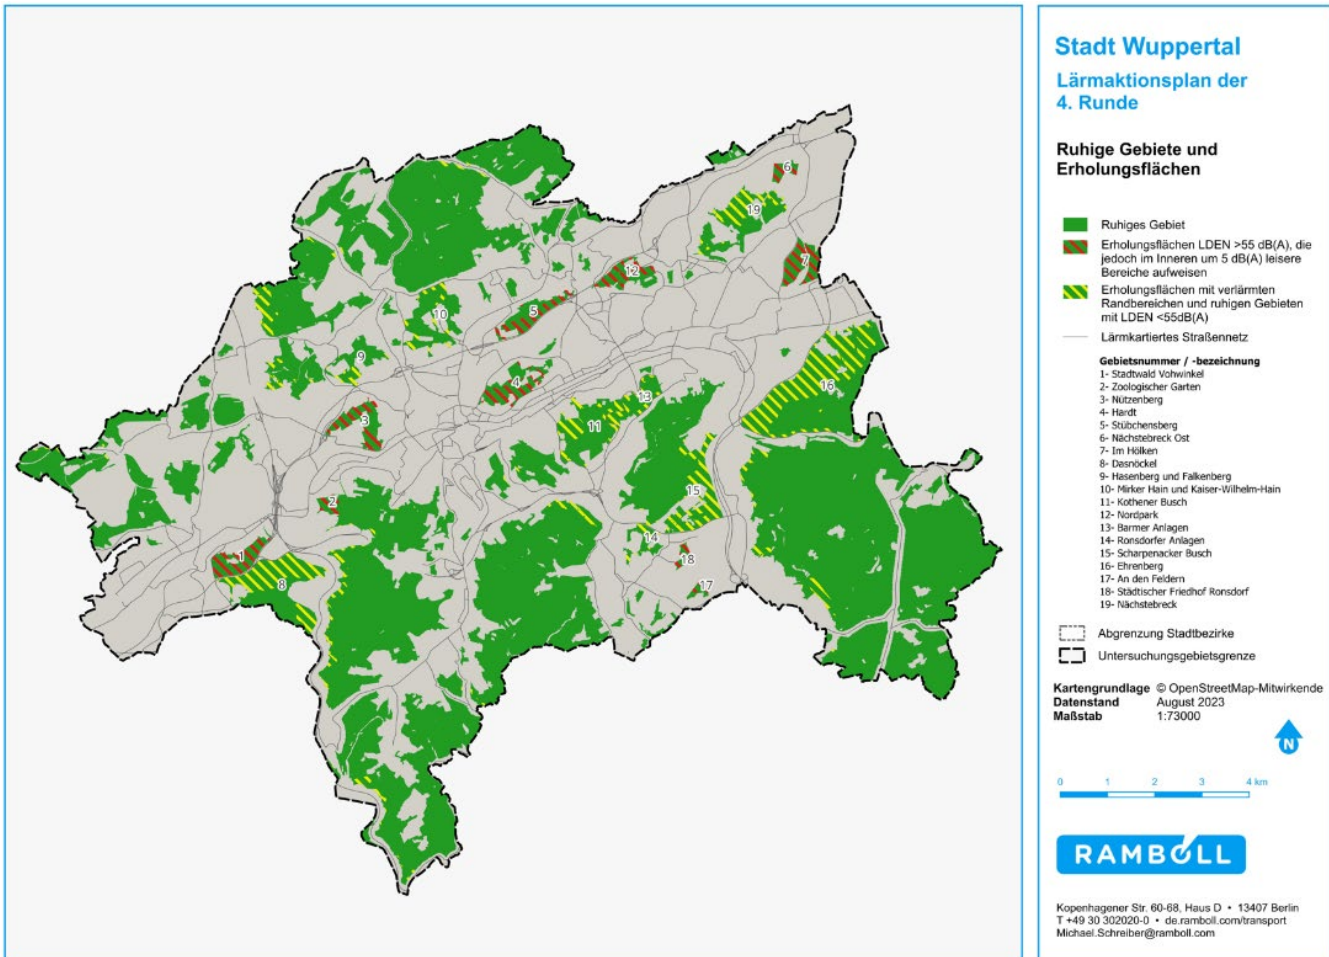 Stadt Wuppertal
Lärmaktionsplan der
4. Runde
Ruhige Gebiete und
Erholungsflächen
Ruhiges Gebiet
Erholungsflächen LDEN >55 dB(A), die
jedoch im Inneren um 5 dB(A) leisere
Bereiche aufweisen
Erholungsflächen mit verlärmten
Randbereichen und ruhigen Gebieten
mit LDEN <55dB(A)
Lärmkartiertes Straßennetz
Gebietsnummer / -bezeichnung
1- Stadtwald Vohwinkel
2- Zoologischer Garten
3- Nützenberg
4- Hardt
5- Stübchensberg
6- Nächstebreck Ost
7- Im Hölken
8- Dasnöckel
9- Hasenberg und Falkenberg
10- Mirker Hain und Kaiser-Wilhelm-Hain
11- Kothener Busch
12- Nordpark
13- Barmer Anlagen
14- Ronsdorfer Anlagen
15- Scharpenacker Busch
16- Ehrenberg
17- An den Feldern
18- Städtischer Friedhof Ronsdorf
19- Nächstebreck
Abgrenzung Stadtbezirke
Untersuchungsgebietsgrenze
Kartengrundlage © OpenStreetMap-Mitwirkende
Datenstand August 2023
Maßstab 1:73000
N
0 1 2 3 4 km
RAMBOLL
Kopenhagener Str. 60-68, Haus D • 13407 Berlin
T +49 30 302020-0 • de.ramboll.com/transport
Michael.Schreiber@ramboll.com
6
19
7
12
5
10
9
4
16
13
3
11
15
2
14
1
18
8
17